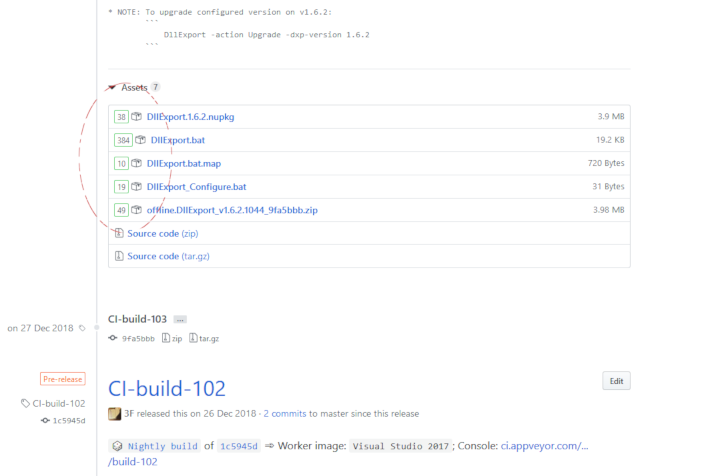 * NOTE: To upgrade configured version on v1.6.2:
---
DllExport -action Upgrade -dxp-version 1.6.2
---
Assets 7
38 DllExport.1.6.2.nupkg 3.9 MB
384 DllExport.bat 19.2 KB
10 DllExport.bat.map 720 Bytes
19 DllExport_Configure.bat 31 Bytes
49 offline.DllExport_v1.6.2.1044_9fa5bbb.zip 3.98 MB
Source code (zip)
Source code (tar.gz)
CI-build-103 ...
on 27 Dec 2018
9fa5bbb zip tar.gz
Pre-release
CI-build-102
1c5945d
CI-build-102 Edit
3F released this on 26 Dec 2018 · 2 commits to master since this release
Nightly build of 1c5945d ⇒ Worker image: Visual Studio 2017 ; Console: ci.appveyor.com/...
/build-102